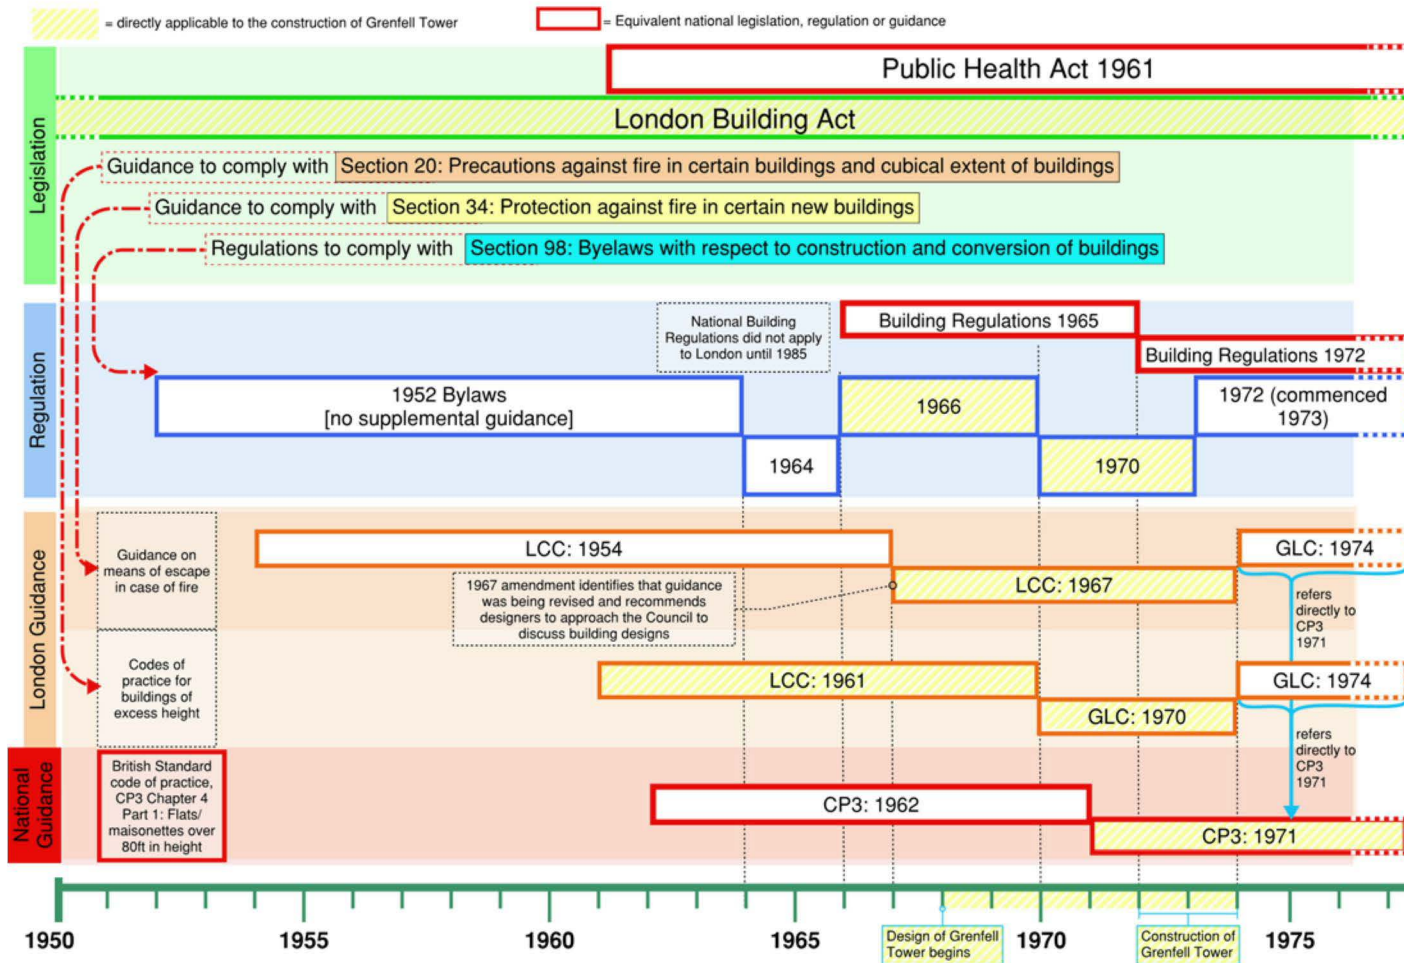 = directly applicable to the construction of Grenfell Tower
= Equivalent national legislation, regulation or guidance
Legislation
Public Health Act 1961
London Building Act
Guidance to comply with Section 20: Precautions against fire in certain buildings and cubical extent of buildings
Guidance to comply with Section 34: Protection against fire in certain new buildings
Regulations to comply with Section 98: Byelaws with respect to construction and conversion of buildings
Regulation
National Building
Regulations did not apply
to London until 1985
Building Regulations 1965
Building Regulations 1972
1952 Bylaws
[no supplemental guidance]
1964
1966
1970
1972 (commenced
1973)
London Guidance
Guidance on
means of escape
in case of fire
LCC: 1954
1967 amendment identifies that guidance
was being revised and recommends
designers to approach the Council to
discuss building designs
LCC: 1967
GLC: 1974
refers
directly to
CP3
1971
Codes of
practice for
buildings of
excess height
LCC: 1961
GLC: 1970
GLC: 1974
refers
directly to
CP3
1971
National
Guidance
British Standard
code of practice,
CP3 Chapter 4
Part 1: Flats/
maisonettes over
80ft in height
CP3: 1962
CP3: 1971
1950
1955
1960
1965
Design of Grenfell
Tower begins
1970
Construction of
Grenfell Tower
1975